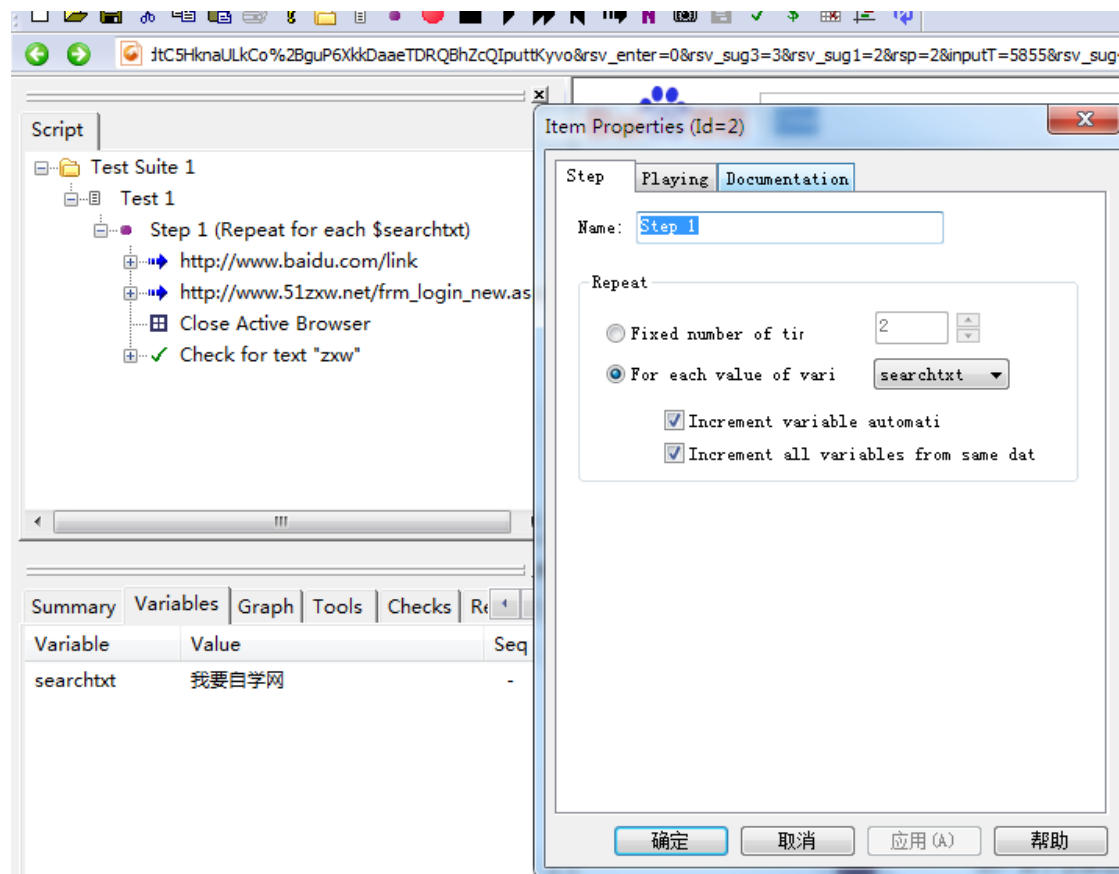 JtC5HknaULkCo%2BguP6XkkDaaeTDRQBhZcQIputtKyvo&rsv_enter=0&rsv_sug3=3&rsv_sug1=2&rsp=2&inputT=5855&rsv_sug
Script
Test Suite 1
Test 1
Step 1 (Repeat for each $searchtxt)
http://www.baidu.com/link
http://www.51zxw.net/frm_login_new.as
Close Active Browser
Check for text "zxw"
Summary Variables Graph Tools Checks Re
Variable Value Seq
searchtxt 我要自学网 -
Item Properties (Id=2)
Step Playing Documentation
Name: Step 1
Repeat
Fixed number of tir 2
For each value of vari searchtxt
Increment variable automati
Increment all variables from same dat
确定 取消 应用(A) 帮助